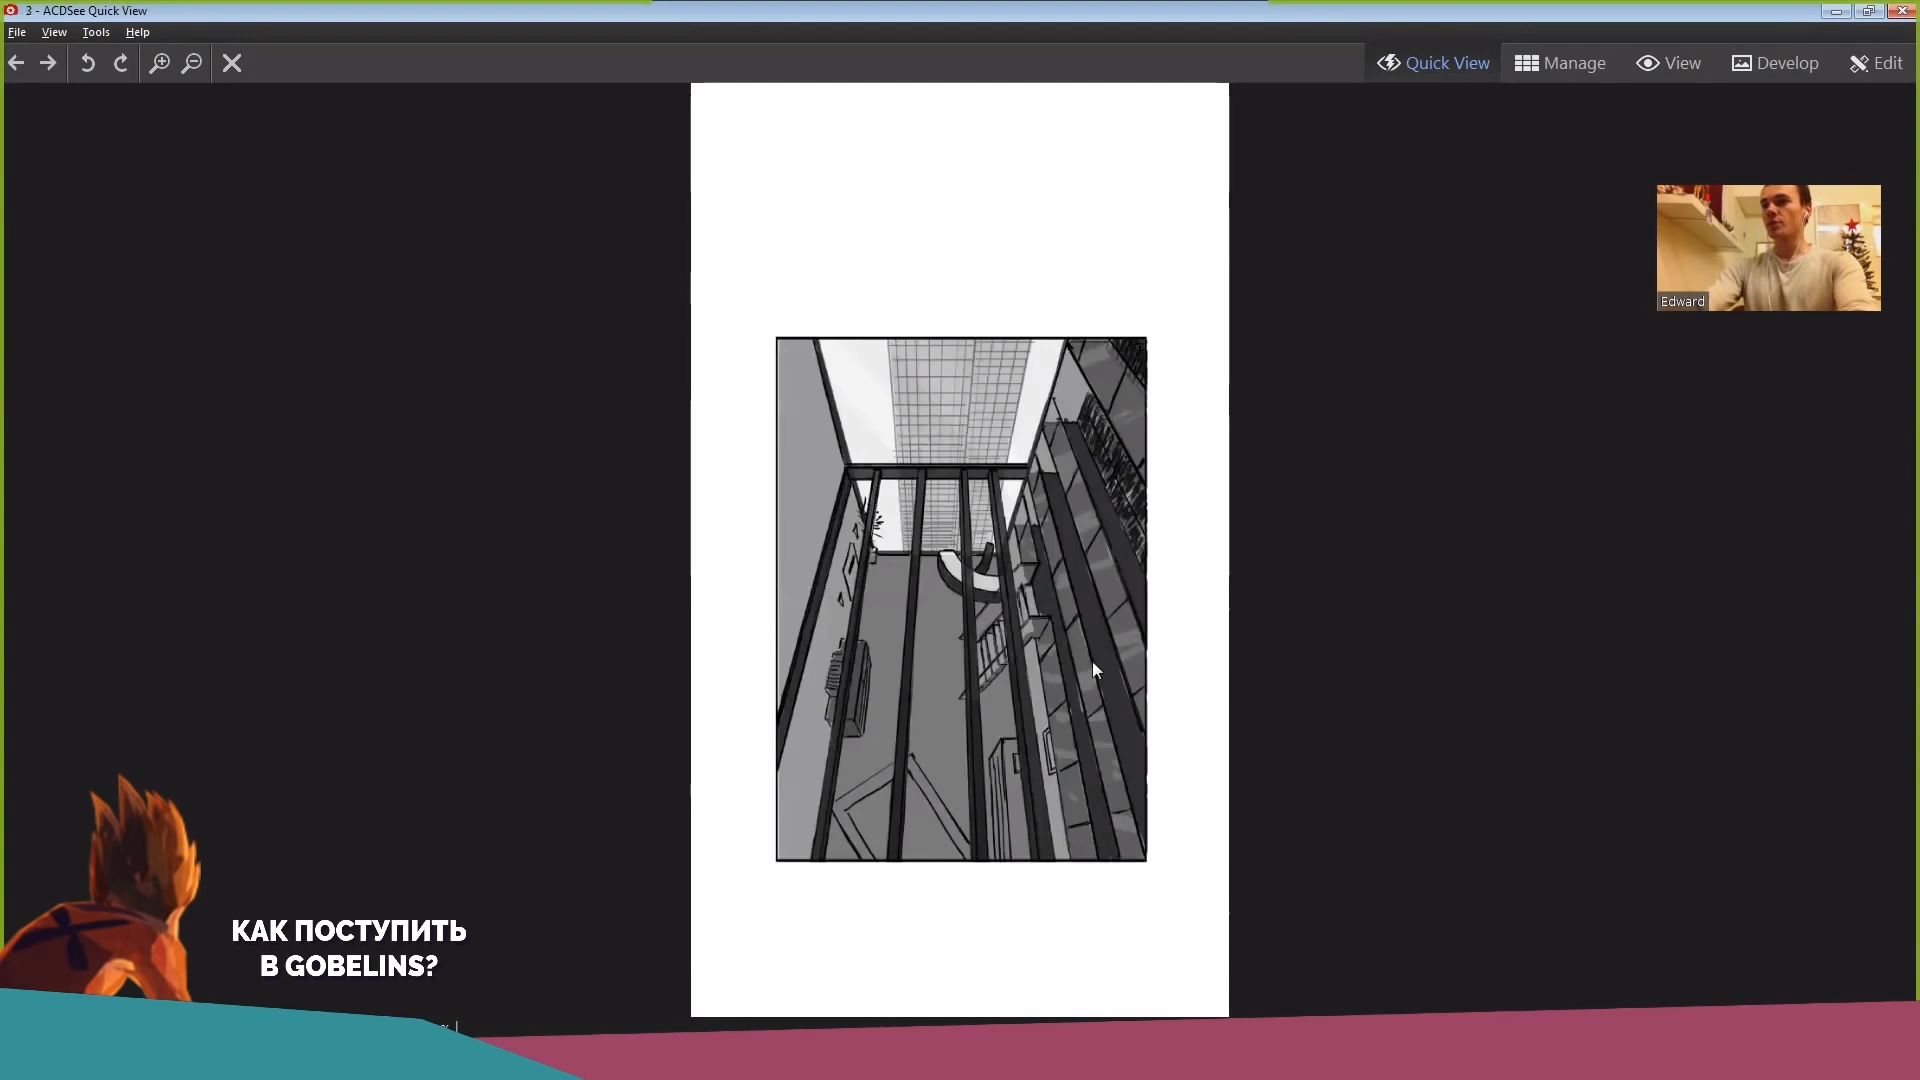 3 - ACDSee Quick View
File View Tools Help
Quick View Manage View Develop Edit
Edward
КАК ПОСТУПИТЬ
В GOBELINS?